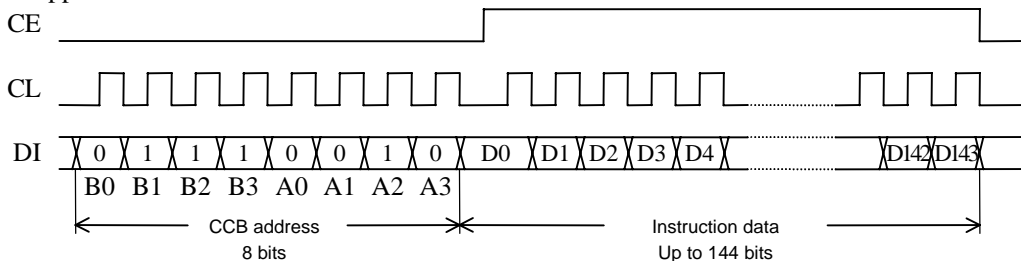 CE
CL
DI 0 1 1 1 0 0 1 0 D0 D1 D2 D3 D4 D142 D143
B0 B1 B2 B3 A0 A1 A2 A3
CCB address Instruction data
8 bits Up to 144 bits